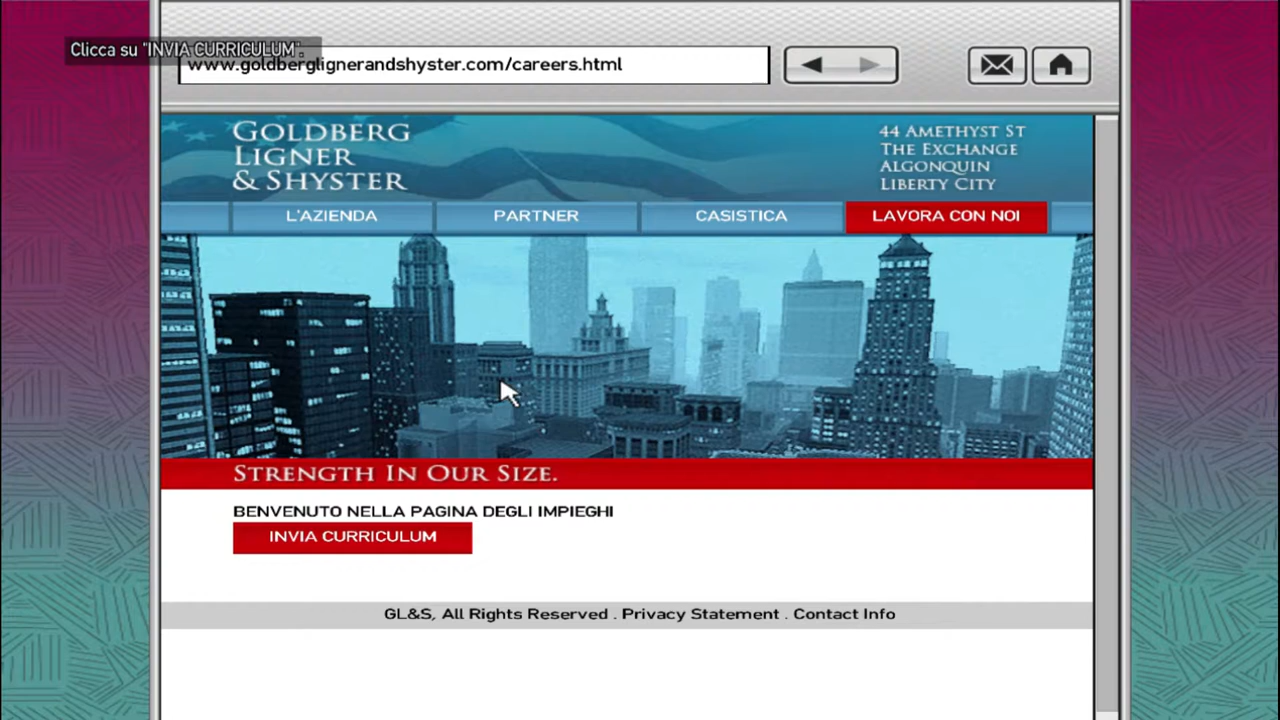 Clicca su "INVIA CURRICULUM".
www.goldberglignerandshyster.com/careers.html
GOLDBERG
LIGNER
& SHYSTER
44 AMETHYST ST
THE EXCHANGE
ALGONQUIN
LIBERTY CITY
L'AZIENDA
PARTNER
CASISTICA
LAVORA CON NOI
STRENGTH IN OUR SIZE.
BENVENUTO NELLA PAGINA DEGLI IMPIEGHI
INVIA CURRICULUM
GL&S, All Rights Reserved . Privacy Statement . Contact Info